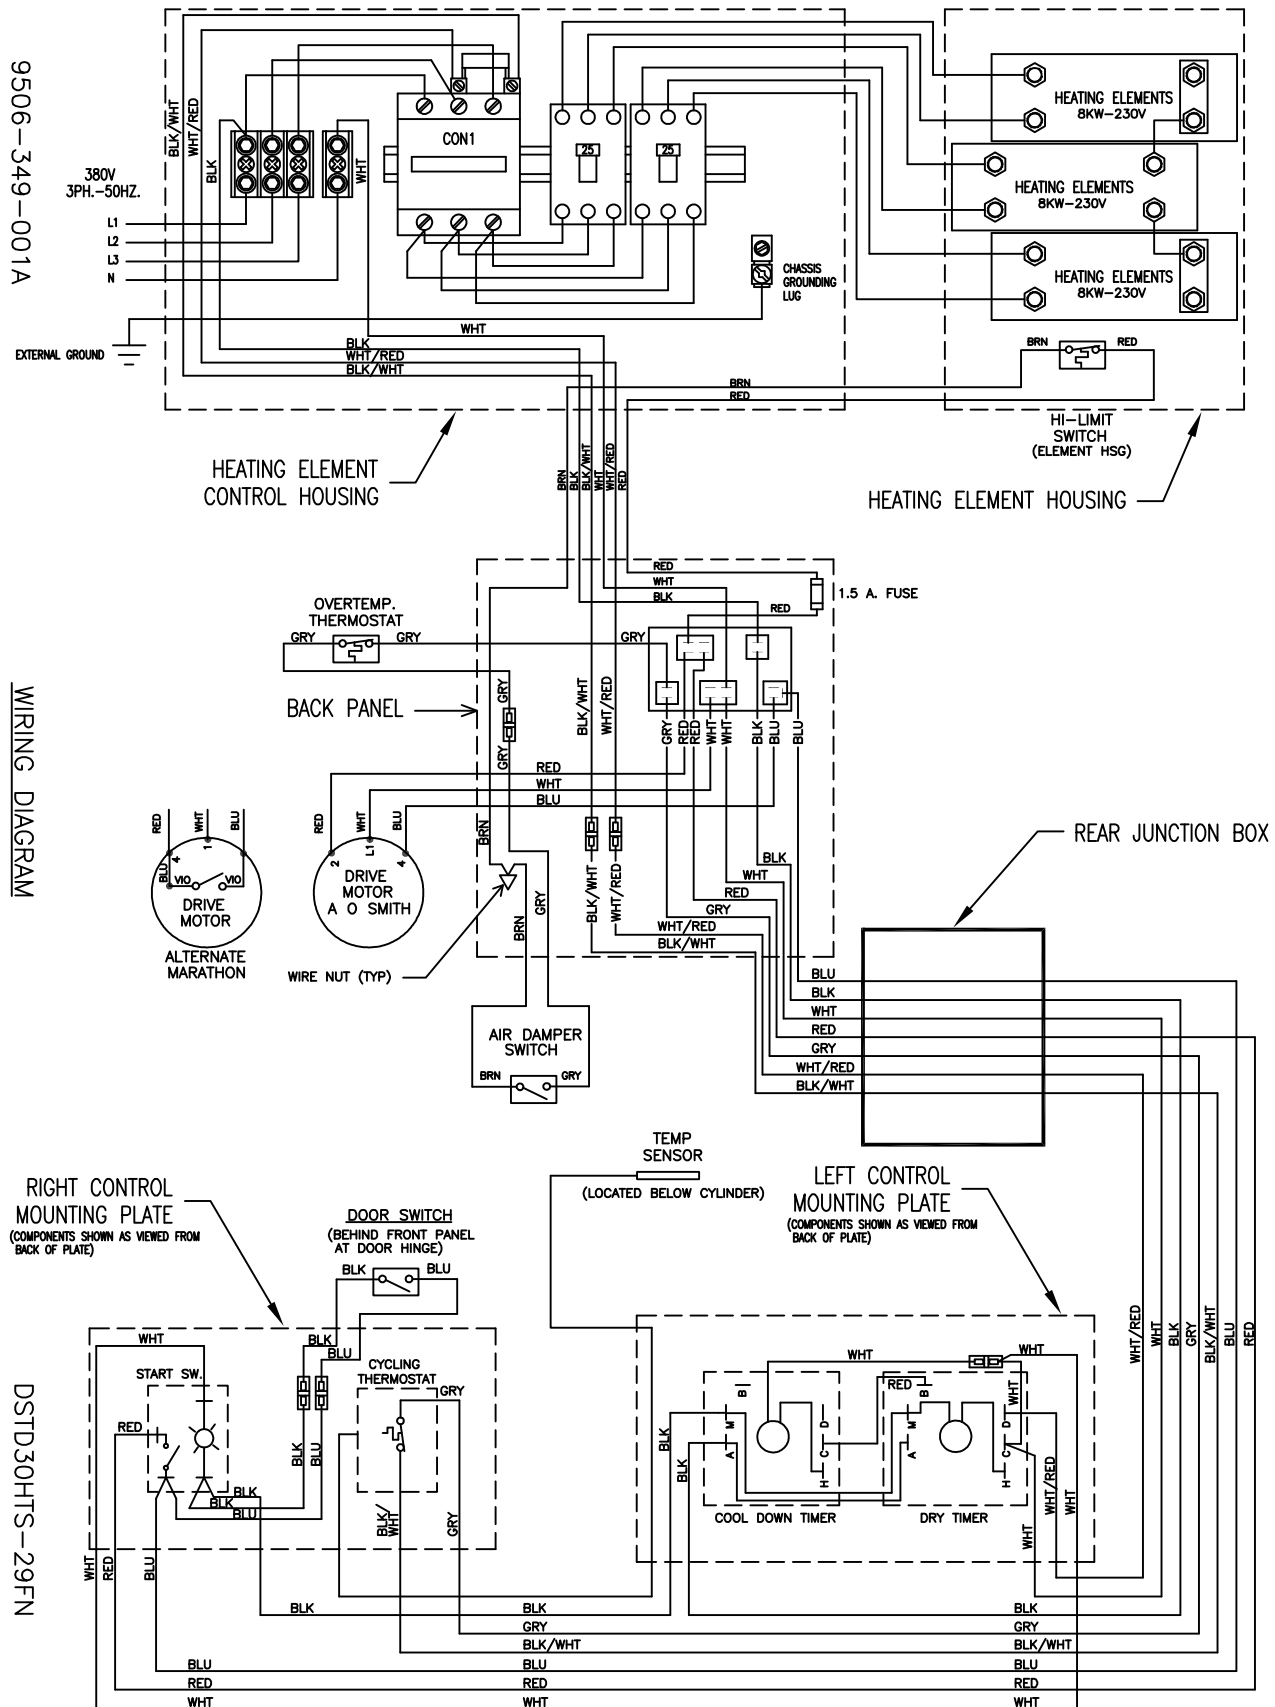 9506-349-001A
WIRING DIAGRAM
DSTD30HTS-29FN
BLK/WHT
WHT/RED
BLK
380V
3PH.-50HZ.
L1
L2
L3
N
WHT
CON1
25
25
CHASSIS
GROUNDING
LUG
HEATING ELEMENTS
8KW-230V
HEATING ELEMENTS
8KW-230V
HEATING ELEMENTS
8KW-230V
EXTERNAL GROUND
WHT
BLK
WHT/RED
BLK/WHT
BRN
RED
BRN
RED
HI-LIMIT
SWITCH
(ELEMENT HSG)
HEATING ELEMENT
CONTROL HOUSING
HEATING ELEMENT HOUSING
BRN
BLK
BLK/WHT
WHT
WHT/RED
RED
RED
WHT
BLK
RED
1.5 A. FUSE
OVERTEMP.
THERMOSTAT
GRY
GRY
GRY
BACK PANEL
GRY
GRY
BLK/WHT
WHT/RED
GRY
RED
RED
WHT
WHT
BLK
BLU
BLU
RED
WHT
BLU
RED
WHT
BLU
4
1
BLU
VIO
VIO
DRIVE
MOTOR
ALTERNATE
MARATHON
RED
WHT
BLU
2
L1
4
DRIVE
MOTOR
A O SMITH
BRN
WIRE NUT (TYP)
BRN
GRY
BLK/WHT
WHT/RED
BLK
WHT
RED
GRY
WHT/RED
BLK/WHT
REAR JUNCTION BOX
BLU
BLK
WHT
RED
GRY
WHT/RED
BLK/WHT
AIR DAMPER
SWITCH
BRN
GRY
TEMP
SENSOR
(LOCATED BELOW CYLINDER)
RIGHT CONTROL
MOUNTING PLATE
(COMPONENTS SHOWN AS VIEWED FROM
BACK OF PLATE)
DOOR SWITCH
(BEHIND FRONT PANEL
AT DOOR HINGE)
BLK
BLU
LEFT CONTROL
MOUNTING PLATE
(COMPONENTS SHOWN AS VIEWED FROM
BACK OF PLATE)
WHT/RED
WHT
BLK
GRY
BLK/WHT
BLU
RED
WHT
START SW.
RED
BLK
BLU
BLK
BLU
BLK
BLK
BLU
CYCLING
THERMOSTAT
GRY
BLK/
WHT
GRY
WHT
RED
BLU
BLK
BLK
WHT
WHT
WHT
RED
B
M
A
D
C
H
B
M
A
D
C
H
COOL DOWN TIMER
DRY TIMER
WHT/RED
WHT
WHT
BLK
BLK
BLK
GRY
GRY
BLK/WHT
BLK/WHT
BLU
BLU
BLU
RED
RED
RED
WHT
WHT
WHT